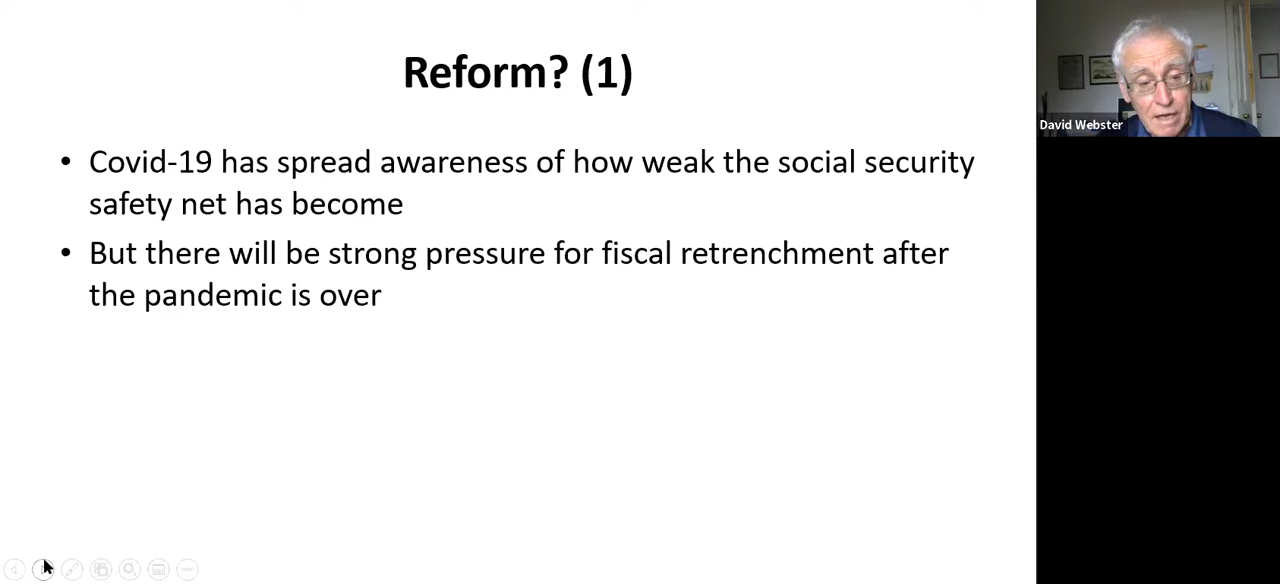 Reform? (1)
• Covid-19 has spread awareness of how weak the social security
safety net has become
• But there will be strong pressure for fiscal retrenchment after
the pandemic is over
David Webster